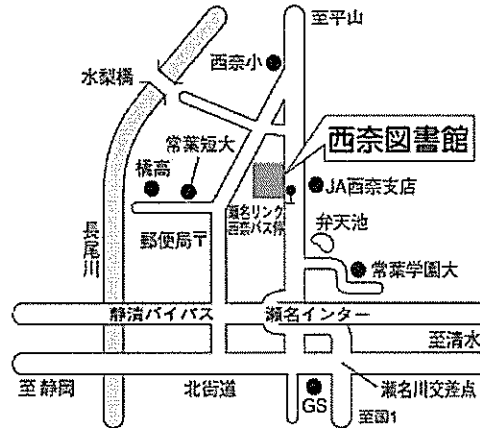 至平山
西奈小
水梨橋
西奈図書館
常葉短大
橘高
JA西奈支店
瀬名リンク
西奈バス停
弁天池
郵便局〒
長尾川
常葉学園大
静清バイパス
瀬名インター
至清水
至静岡
北街道
瀬名川交差点
GS
至国1